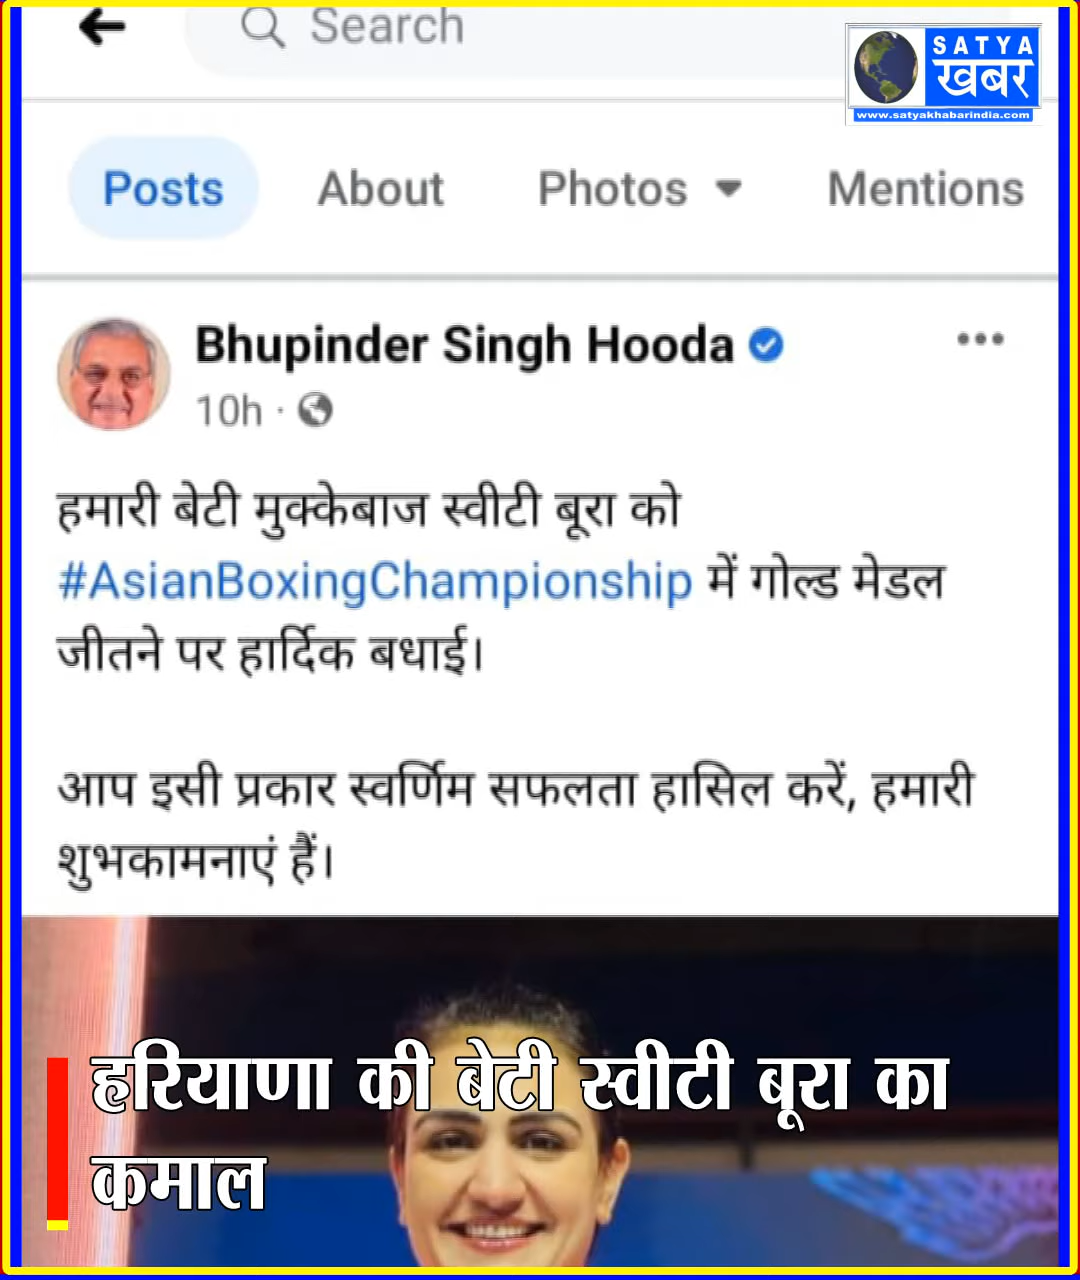 Search
SATYA
खबर
www.satyakhabarindia.com
Posts About Photos Mentions
Bhupinder Singh Hooda
10h ·
हमारी बेटी मुक्केबाज स्वीटी बूरा को
#AsianBoxingChampionship में गोल्ड मेडल
जीतने पर हार्दिक बधाई।
आप इसी प्रकार स्वर्णिम सफलता हासिल करें, हमारी
शुभकामनाएं हैं।
हरियाणा की बेटी स्वीटी बूरा का
कमाल